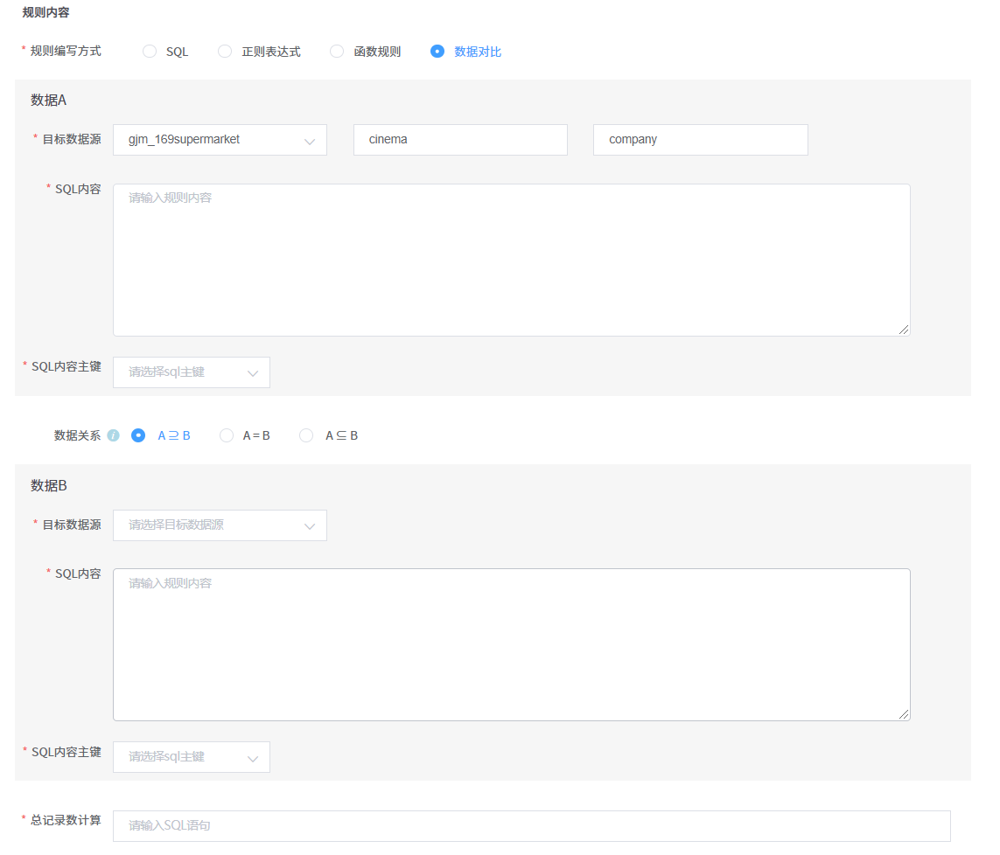 规则内容
* 规则编写方式 SQL 正则表达式 函数规则 数据对比
数据A
* 目标数据源 gjm_169supermarket cinema company
* SQL内容 请输入规则内容
* SQL内容主键 请选择sql主键
数据关系 i A ⊇ B A = B A ⊆ B
数据B
* 目标数据源 请选择目标数据源
* SQL内容 请输入规则内容
* SQL内容主键 请选择sql主键
* 总记录数计算 请输入SQL语句